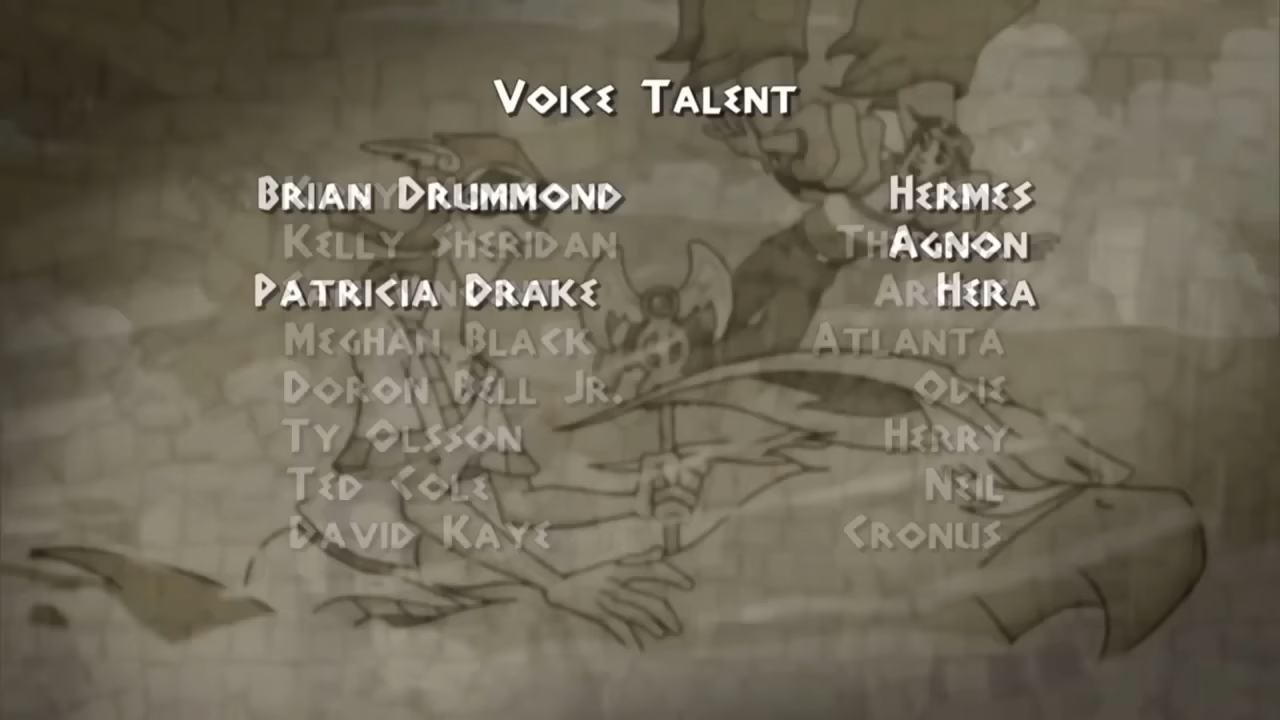 Voice Talent
Brian Drummond Hermes
Kelly Sheridan
Agnon
Patricia Drake Hera
Meghan Black Atlanta
Doron Bell Jr. Odie
Ty Olsson Herry
Ted Cole Neil
David Kaye Cronus